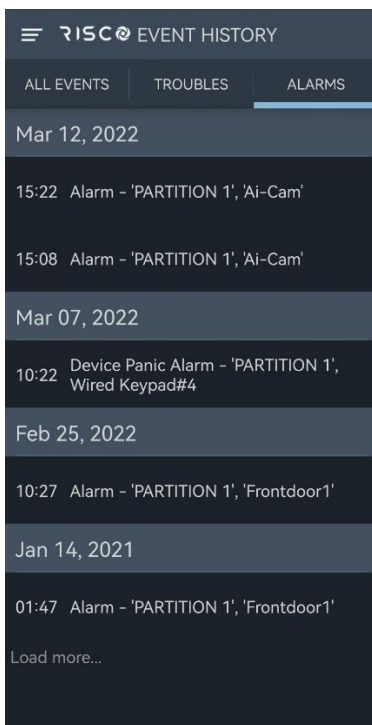 RISCO EVENT HISTORY
ALL EVENTS TROUBLES ALARMS
Mar 12, 2022
15:22 Alarm - 'PARTITION 1', 'Ai-Cam'
15:08 Alarm - 'PARTITION 1', 'Ai-Cam'
Mar 07, 2022
10:22 Device Panic Alarm - 'PARTITION 1',
Wired Keypad#4
Feb 25, 2022
10:27 Alarm - 'PARTITION 1', 'Frontdoor1'
Jan 14, 2021
01:47 Alarm - 'PARTITION 1', 'Frontdoor1'
Load more...